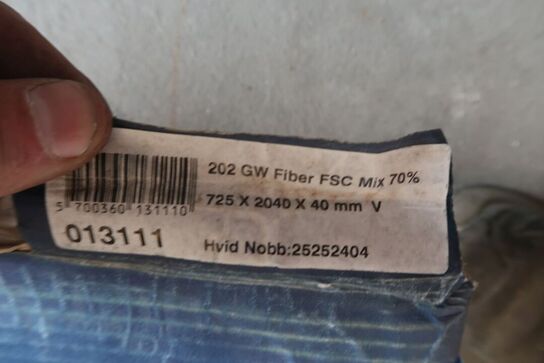 202 GW Fiber FSC Mix 70%
725 X 2040 X 40 mm V
5 700360 131110
013111
Hvid Nobb:25252404